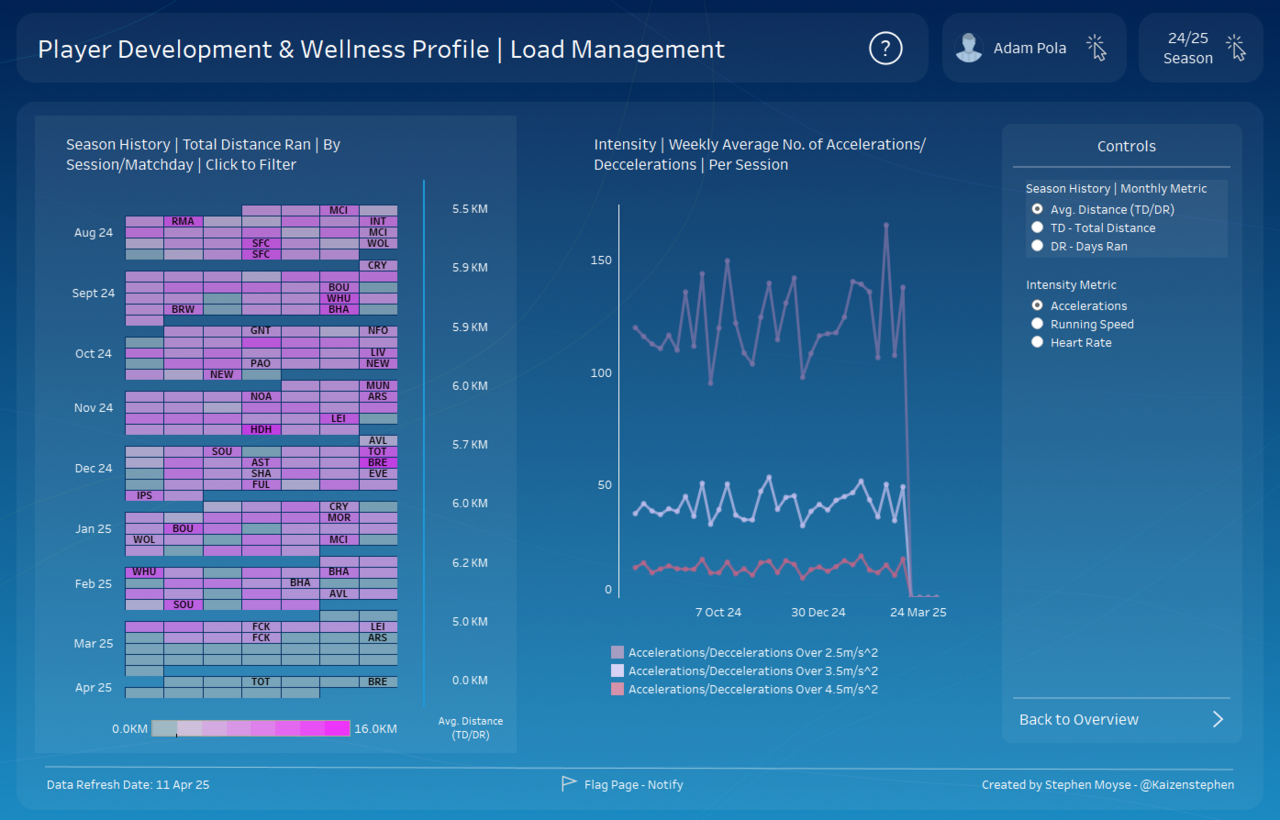 Player Development & Wellness Profile | Load Management
?
Adam Pola
24/25
Season
Season History | Total Distance Ran | By
Session/Matchday | Click to Filter
MCI
RMA INT
Aug 24 MCI
SFC WOL
SFC
CRY
BOU
Sept 24 WHU
BRW BHA
GNT NFO
Oct 24 LIV
PAO NEW
NEW
MUN
NOA ARS
Nov 24
LEI
HDH
AVL
SOU TOT
Dec 24 AST BRE
SHA EVE
FUL
IPS
CRY
MOR
Jan 25 BOU
WOL MCI
WHU BHA
Feb 25 BHA
AVL
SOU
FCK LEI
Mar 25 FCK ARS
Apr 25 TOT BRE
5.5 KM
5.9 KM
5.9 KM
6.0 KM
5.7 KM
6.0 KM
6.2 KM
5.0 KM
0.0 KM
0.0KM 16.0KM
Avg. Distance
(TD/DR)
Intensity | Weekly Average No. of Accelerations/
Deccelerations | Per Session
150
100
50
0
7 Oct 24 30 Dec 24 24 Mar 25
Accelerations/Deccelerations Over 2.5m/s^2
Accelerations/Deccelerations Over 3.5m/s^2
Accelerations/Deccelerations Over 4.5m/s^2
Controls
Season History | Monthly Metric
Avg. Distance (TD/DR)
TD - Total Distance
DR - Days Ran
Intensity Metric
Accelerations
Running Speed
Heart Rate
Back to Overview
Data Refresh Date: 11 Apr 25
Flag Page - Notify
Created by Stephen Moyse - @Kaizenstephen